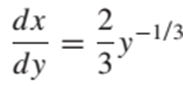 dx/dy = 2/3 y^{-1/3}